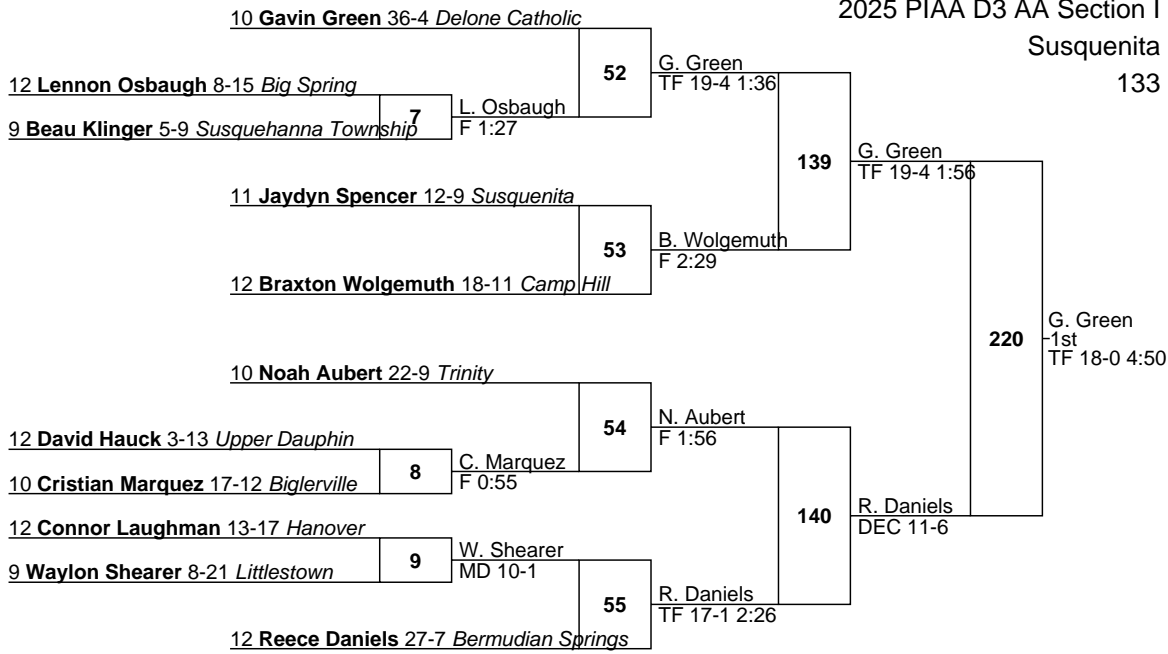 2025 PIAA D3 AA Section I
Susquenita
133
10 Gavin Green 36-4 Delone Catholic
12 Lennon Osbaugh 8-15 Big Spring
9 Beau Klinger 5-9 Susquehanna Township
11 Jaydyn Spencer 12-9 Susquenita
12 Braxton Wolgemuth 18-11 Camp Hill
10 Noah Aubert 22-9 Trinity
12 David Hauck 3-13 Upper Dauphin
10 Cristian Marquez 17-12 Biglerville
12 Connor Laughman 13-17 Hanover
9 Waylon Shearer 8-21 Littlestown
12 Reece Daniels 27-7 Bermudian Springs
7
L. Osbaugh
F 1:27
8
C. Marquez
F 0:55
9
W. Shearer
MD 10-1
52
G. Green
TF 19-4 1:36
53
B. Wolgemuth
F 2:29
54
N. Aubert
F 1:56
55
R. Daniels
TF 17-1 2:26
139
G. Green
TF 19-4 1:56
140
R. Daniels
DEC 11-6
220
G. Green
1st
TF 18-0 4:50